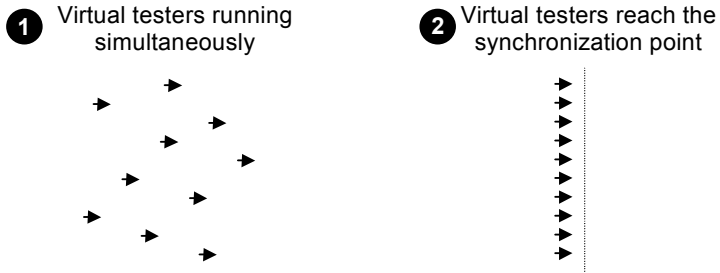 1
Virtual testers running
simultaneously
2
Virtual testers reach the
synchronization point